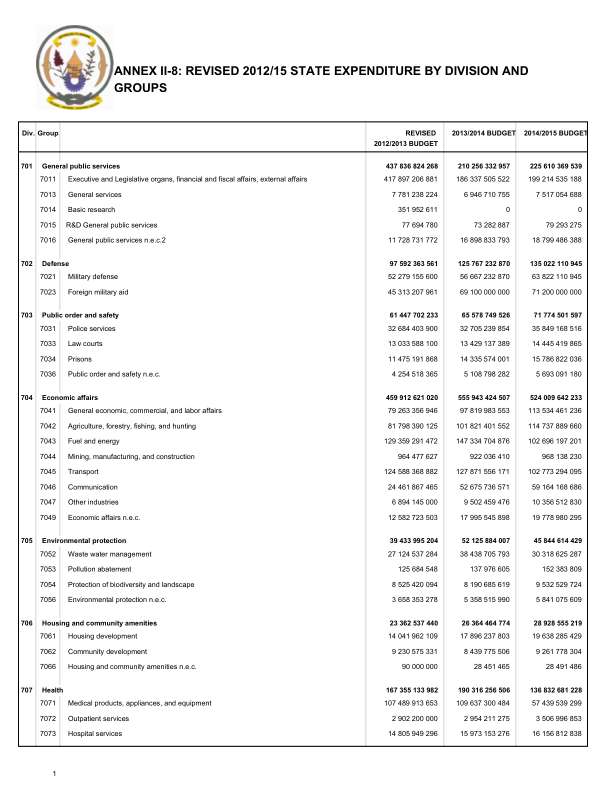 ANNEX II-8: REVISED 2012/15 STATE EXPENDITURE BY DIVISION AND
GROUPS
Div. Group REVISED 2012/2013 BUDGET 2013/2014 BUDGET 2014/2015 BUDGET
701 General public services 437 836 824 268 210 256 332 957 225 610 369 539
7011 Executive and Legislative organs, financial and fiscal affairs, external affairs 417 897 206 881 186 337 505 522 199 214 535 188
7013 General services 7 781 238 224 6 946 710 755 7 517 054 688
7014 Basic research 351 952 611 0 0
7015 R&D General public services 77 694 780 73 282 887 79 293 275
7016 General public services n.e.c.2 11 728 731 772 16 898 833 793 18 799 486 388
702 Defense 97 592 363 561 125 767 232 870 135 022 110 945
7021 Military defense 52 279 155 600 56 667 232 870 63 822 110 945
7023 Foreign military aid 45 313 207 961 69 100 000 000 71 200 000 000
703 Public order and safety 61 447 702 233 65 578 749 526 71 774 501 597
7031 Police services 32 684 403 900 32 705 239 854 35 849 168 516
7033 Law courts 13 033 588 100 13 429 137 389 14 445 419 865
7034 Prisons 11 475 191 868 14 335 574 001 15 786 822 036
7036 Public order and safety n.e.c. 4 254 518 365 5 108 798 282 5 693 091 180
704 Economic affairs 459 912 621 020 555 943 424 507 524 009 642 233
7041 General economic, commercial, and labor affairs 79 263 356 946 97 819 983 553 113 534 461 236
7042 Agriculture, forestry, fishing, and hunting 81 798 390 125 101 821 401 552 114 737 889 660
7043 Fuel and energy 129 359 291 472 147 334 704 876 102 696 197 201
7044 Mining, manufacturing, and construction 964 477 627 922 036 410 968 138 230
7045 Transport 124 588 368 882 127 871 556 171 102 773 294 095
7046 Communication 24 461 867 465 52 675 736 571 59 164 168 686
7047 Other industries 6 894 145 000 9 502 459 476 10 356 512 830
7049 Economic affairs n.e.c. 12 582 723 503 17 995 545 898 19 778 980 295
705 Environmental protection 39 433 995 204 52 125 884 007 45 844 614 429
7052 Waste water management 27 124 537 284 38 438 705 793 30 318 625 287
7053 Pollution abatement 125 684 548 137 976 605 152 383 809
7054 Protection of biodiversity and landscape 8 525 420 094 8 190 685 619 9 532 529 724
7056 Environmental protection n.e.c. 3 658 353 278 5 358 515 990 5 841 075 609
706 Housing and community amenities 23 362 537 440 26 364 464 774 28 928 555 219
7061 Housing development 14 041 962 109 17 896 237 803 19 638 285 429
7062 Community development 9 230 575 331 8 439 775 506 9 261 778 304
7066 Housing and community amenities n.e.c. 90 000 000 28 451 465 28 491 486
707 Health 167 355 133 982 190 316 256 506 136 832 681 228
7071 Medical products, appliances, and equipment 107 489 913 653 109 637 300 484 57 439 539 299
7072 Outpatient services 2 902 200 000 2 954 211 275 3 506 996 853
7073 Hospital services 14 805 949 296 15 973 153 276 16 156 812 838
1